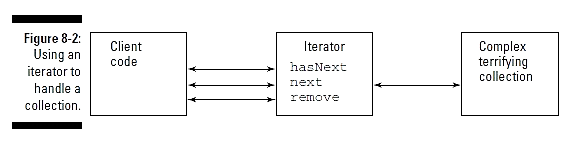 Figure 8-2:
Using an
iterator to
handle a
collection.
Client
code
Iterator
hasNext
next
remove
Complex
terrifying
collection